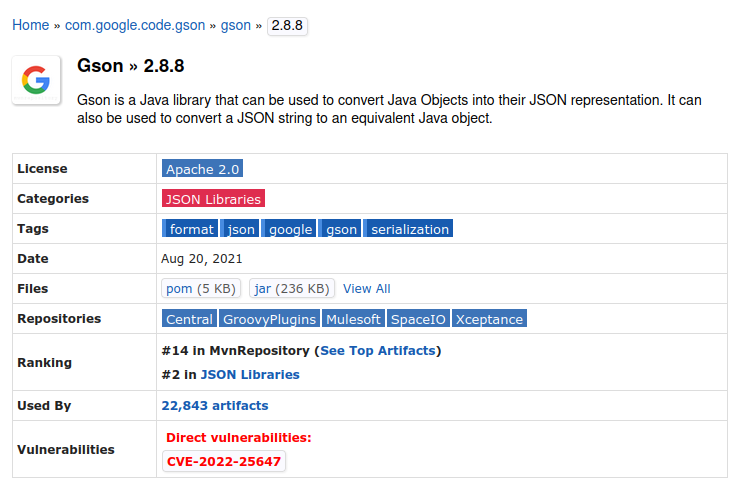 Home » com.google.code.gson » gson » 2.8.8
Gson » 2.8.8
Gson is a Java library that can be used to convert Java Objects into their JSON representation. It can
also be used to convert a JSON string to an equivalent Java object.
License Apache 2.0
Categories JSON Libraries
Tags format json google gson serialization
Date Aug 20, 2021
Files pom (5 KB) jar (236 KB) View All
Repositories Central GroovyPlugins Mulesoft SpaceIO Xceptance
Ranking #14 in MvnRepository (See Top Artifacts)
#2 in JSON Libraries
Used By 22,843 artifacts
Vulnerabilities Direct vulnerabilities:
CVE-2022-25647